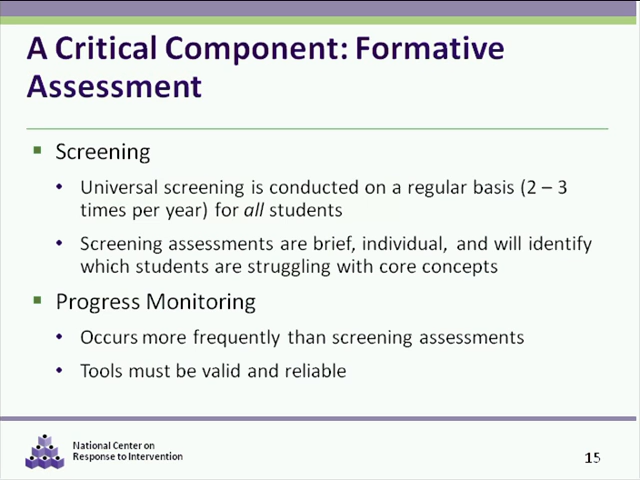 A Critical Component: Formative
Assessment
▪ Screening
• Universal screening is conducted on a regular basis (2 – 3
times per year) for all students
• Screening assessments are brief, individual, and will identify
which students are struggling with core concepts
▪ Progress Monitoring
• Occurs more frequently than screening assessments
• Tools must be valid and reliable
National Center on
Response to Intervention
15